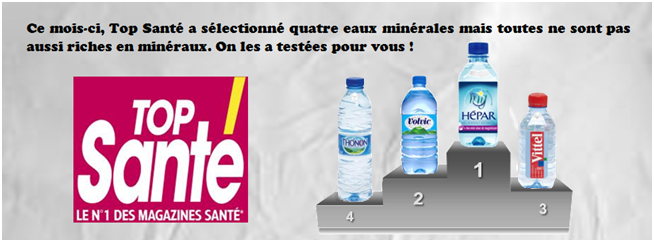 Ce mois-ci, Top Santé a sélectionné quatre eaux minérales mais toutes ne sont pas
aussi riches en minéraux. On les a testées pour vous !
TOP
Santé
LE N°1 DES MAGAZINES SANTÉ*
THONON
Volvic
HÉPAR
Vittel
1
2
3
4